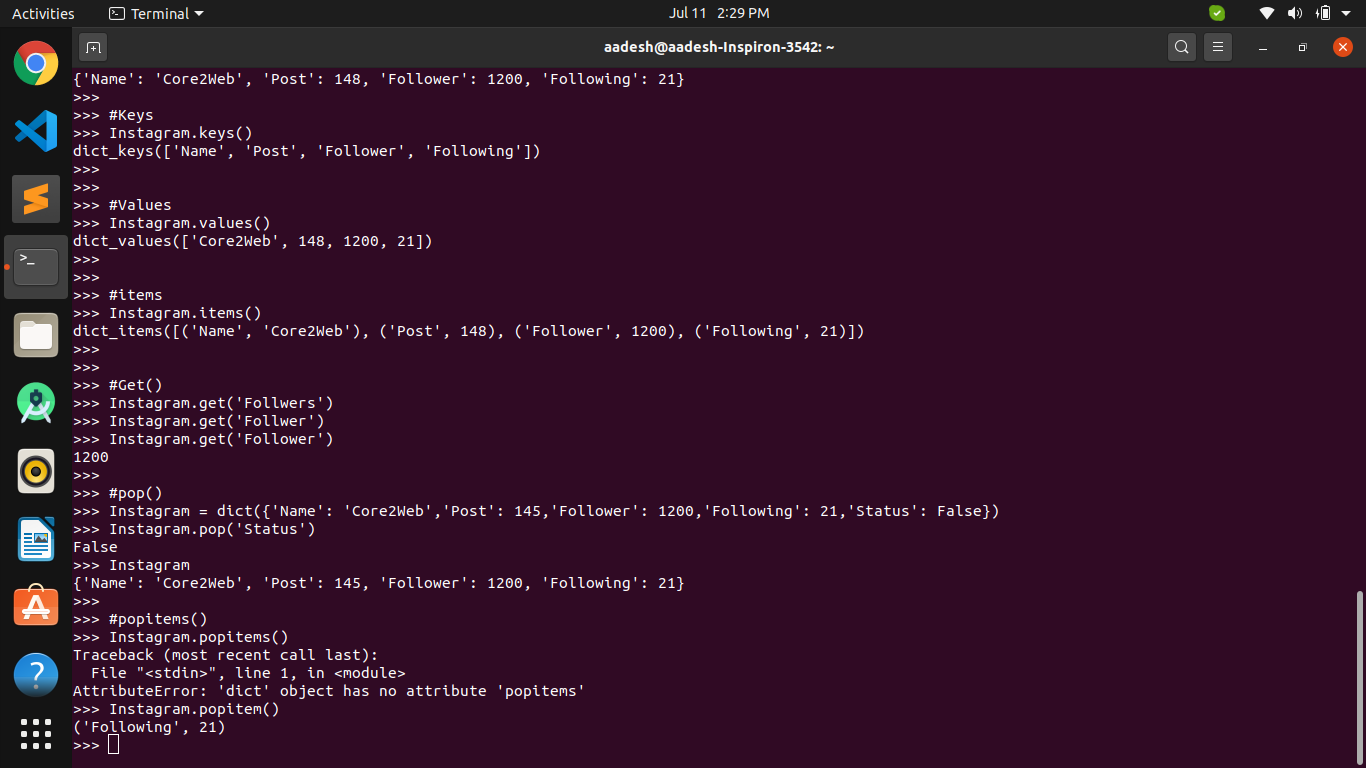 Activities Terminal Jul 11 2:29 PM
aadesh@aadesh-Inspiron-3542: ~
{'Name': 'Core2Web', 'Post': 148, 'Follower': 1200, 'Following': 21}
>>>
>>> #Keys
>>> Instagram.keys()
dict_keys(['Name', 'Post', 'Follower', 'Following'])
>>>
>>>
>>> #Values
>>> Instagram.values()
dict_values(['Core2Web', 148, 1200, 21])
>>>
>>>
>>> #items
>>> Instagram.items()
dict_items([('Name', 'Core2Web'), ('Post', 148), ('Follower', 1200), ('Following', 21)])
>>>
>>>
>>> #Get()
>>> Instagram.get('Follwers')
>>> Instagram.get('Follwer')
>>> Instagram.get('Follower')
1200
>>>
>>> #pop()
>>> Instagram = dict({'Name': 'Core2Web','Post': 145,'Follower': 1200,'Following': 21,'Status': False})
>>> Instagram.pop('Status')
False
>>> Instagram
{'Name': 'Core2Web', 'Post': 145, 'Follower': 1200, 'Following': 21}
>>>
>>> #popitems()
>>> Instagram.popitems()
Traceback (most recent call last):
  File "<stdin>", line 1, in <module>
AttributeError: 'dict' object has no attribute 'popitems'
>>> Instagram.popitem()
('Following', 21)
>>>